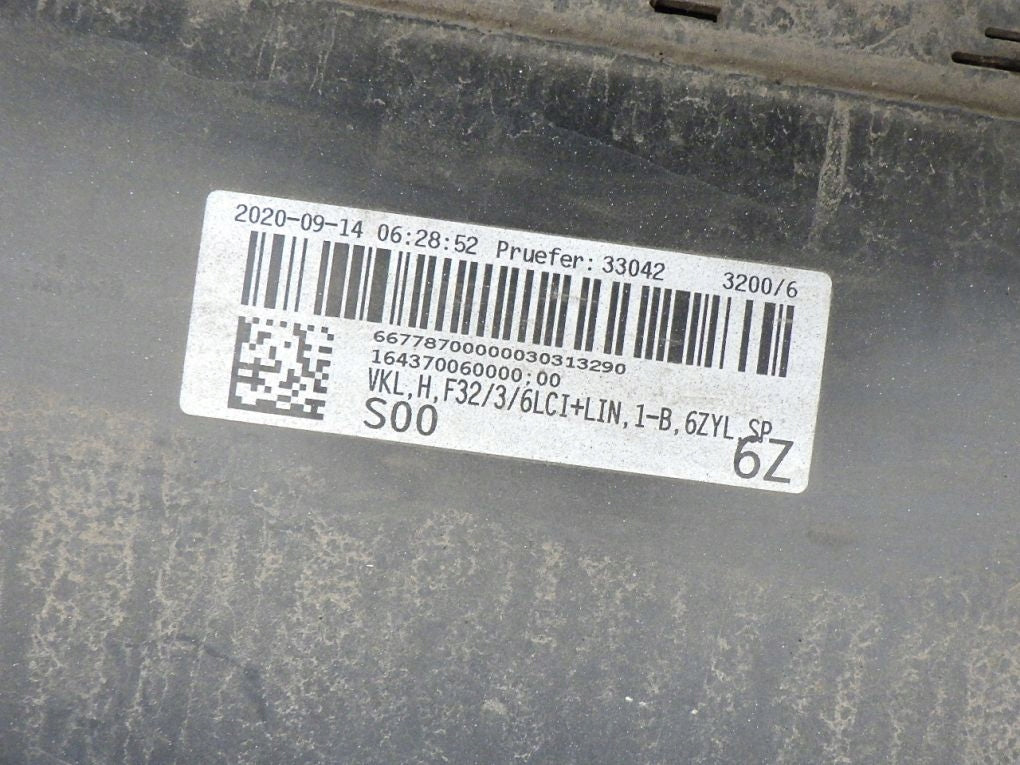 2020-09-14 06:28:52 Pruefer: 33042 3200/6
66778700000030313290
164370060000;00
VKL,H,F32/3/6LCI+LIN,1-B,6ZYL,SP
S00
6Z